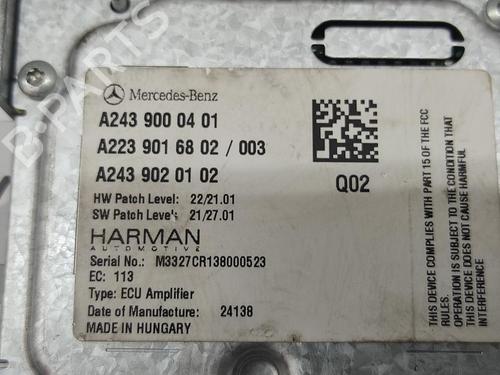 Mercedes-Benz
A243 900 04 01
A223 901 68 02 / 003
A243 902 01 02
Q02
HW Patch Level: 22/21.01
SW Patch Level: 21/27.01
HARMAN
AUTOMOTIVE
Serial No.: M3327CR138000523
EC: 113
Type: ECU Amplifier
Date of Manufacture: 24138
MADE IN HUNGARY
THIS DEVICE COMPLIES WITH PART 15 OF THE FCC
RULES.
OPERATION IS SUBJECT TO THE CONDITION THAT
THIS DEVICE DOES NOT CAUSE HARMFUL
INTERFERENCE
B-PARTS